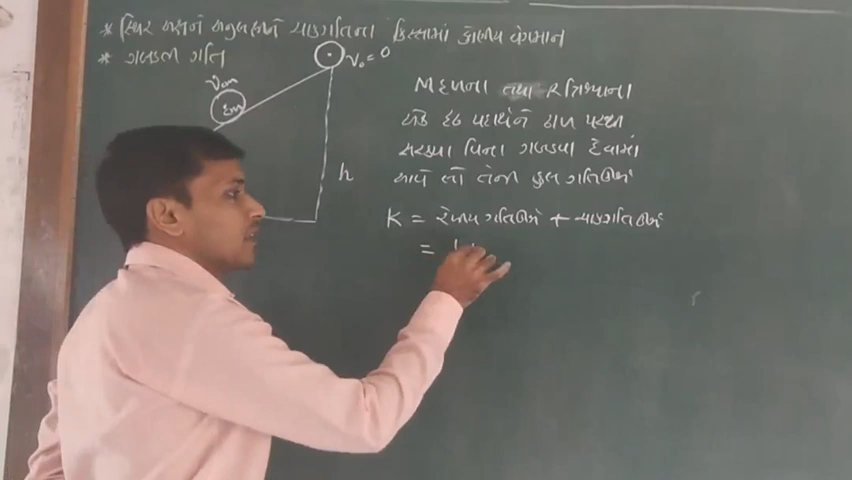 * સ્થિર અક્ષને અનુલક્ષીને ચાકગતિના કિસ્સામાં કોણીય વેગમાન
* ગબડતી ગતિ
v₀ = 0
h
M દળના તથા R ત્રિજ્યાના
એક દઢ પદાર્થને ઢાળ પરથી
સરક્યા વિના ગબડવા દેવામાં
આવે તો તેની કુલ ગતિઊર્જા
K = રેખીય ગતિઊર્જા + ચાકગતિઊર્જા
=